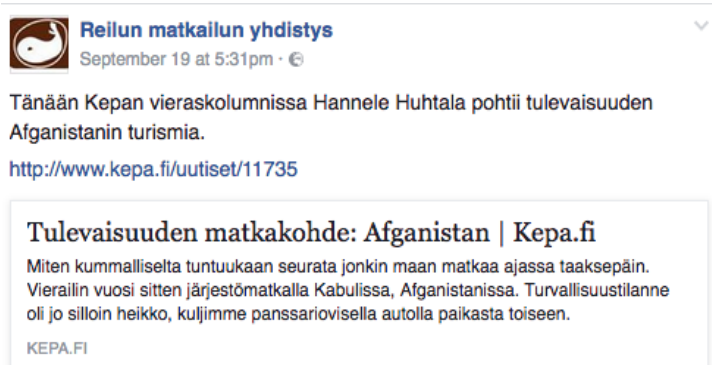 Reilun matkailun yhdistys
September 19 at 5:31pm ·
Tänään Kepan vieraskolumnissa Hannele Huhtala pohtii tulevaisuuden
Afganistanin turismia.
http://www.kepa.fi/uutiset/11735
Tulevaisuuden matkakohde: Afganistan | Kepa.fi
Miten kummalliselta tuntuukaan seurata jonkin maan matkaa ajassa taaksepäin.
Vierailin vuosi sitten järjestömatkalla Kabulissa, Afganistanissa. Turvallisuustilanne
oli jo silloin heikko, kuljimme panssariovisella autolla paikasta toiseen.
KEPA.FI